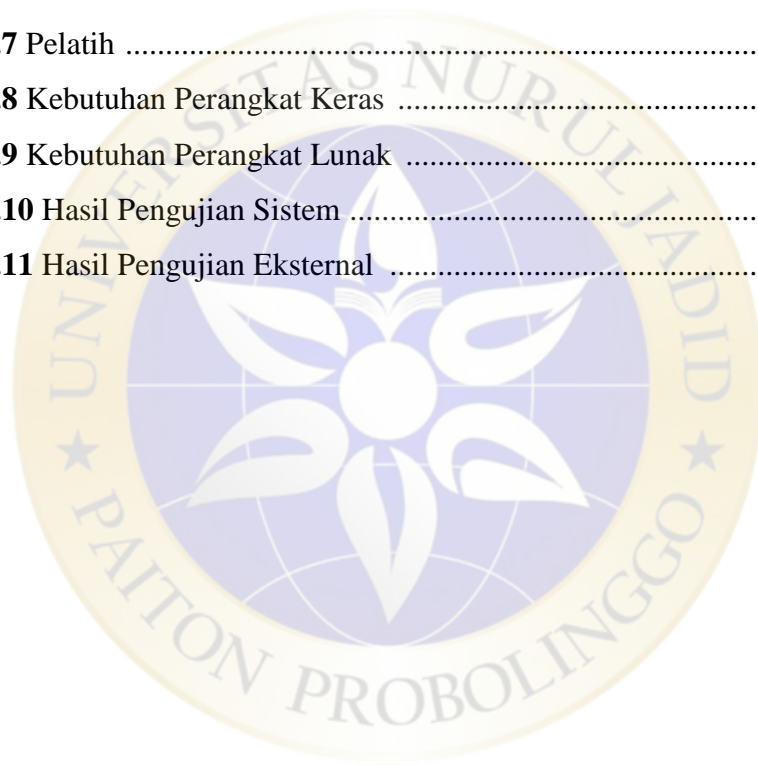 .7 Pelatih ...............................................................................
.8 Kebutuhan Perangkat Keras .............................................
.9 Kebutuhan Perangkat Lunak ............................................
.10 Hasil Pengujian Sistem ...................................................
.11 Hasil Pengujian Eksternal ..............................................
UNIVERSITAS NURUL JADID
★ PAITON PROBOLINGGO ★